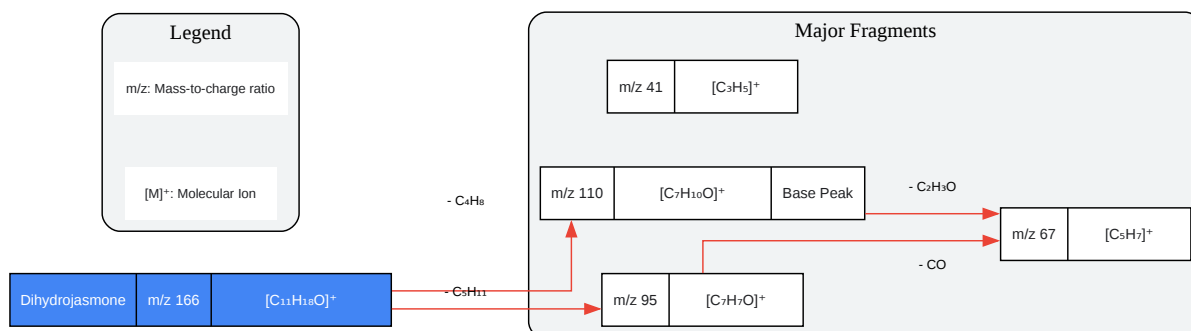 Legend
m/z: Mass-to-charge ratio
[M]⁺: Molecular Ion
Major Fragments
m/z 41 [C₃H₅]⁺
m/z 110 [C₇H₁₀O]⁺ Base Peak
- C₂H₃O
- C₄H₈
m/z 67 [C₅H₇]⁺
- CO
Dihydrojasmone m/z 166 [C₁₁H₁₈O]⁺
- C₅H₁₁
m/z 95 [C₇H₇O]⁺